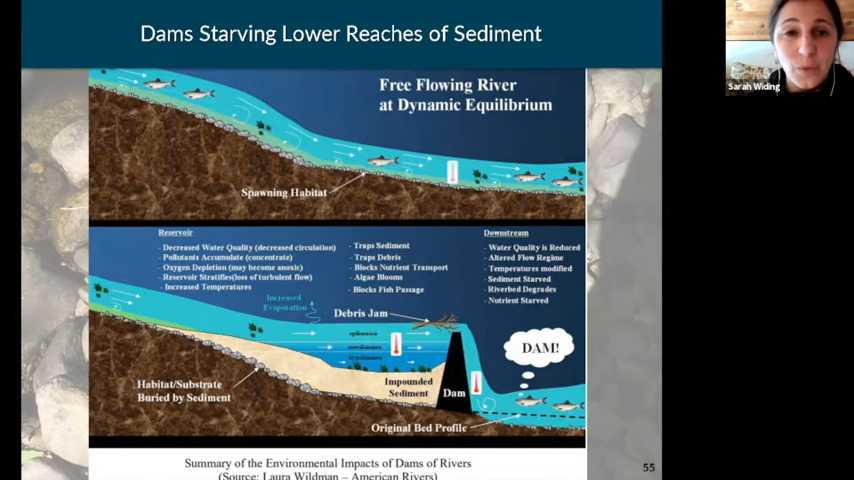 Dams Starving Lower Reaches of Sediment
Sarah Widing
Free Flowing River
at Dynamic Equilibrium
Spawning Habitat
Reservoir
- Decreased Water Quality (decreased circulation)
- Pollutants Accumulate (concentrate)
- Oxygen Depletion (may become anoxic)
- Reservoir Stratifies(loss of turbulent flow)
- Increased Temperatures
- Traps Sediment
- Traps Debris
- Blocks Nutrient Transport
- Algae Blooms
- Blocks Fish Passage
Downstream
- Water Quality is Reduced
- Altered Flow Regime
- Temperatures modified
- Sediment Starved
- Riverbed Degrades
- Nutrient Starved
Increased
Evaporation
Debris Jam
epilimnion
metalimnion
hypolimnion
DAM!
Habitat/Substrate
Buried by Sediment
Impounded
Sediment
Dam
Original Bed Profile
Summary of the Environmental Impacts of Dams of Rivers
(Source: Laura Wildman – American Rivers)
55